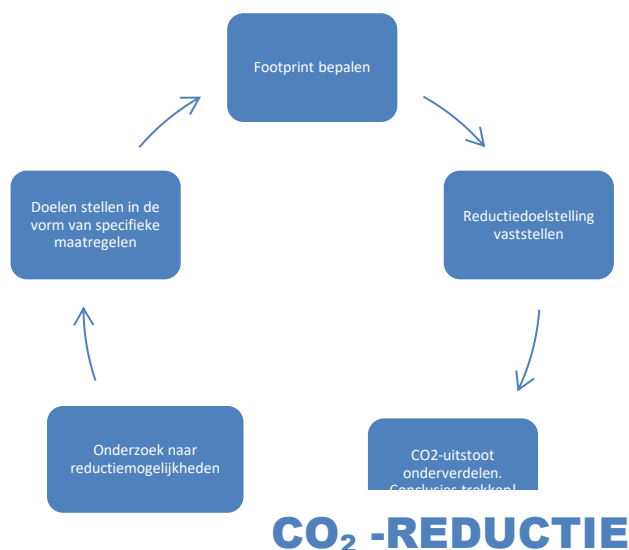 Footprint bepalen
Reductiedoelstelling
vaststellen
CO2-uitstoot
onderverdelen.
Conclusies trekken!
Onderzoek naar
reductiemogelijkheden
Doelen stellen in de
vorm van specifieke
maatregelen
CO₂ -REDUCTIE